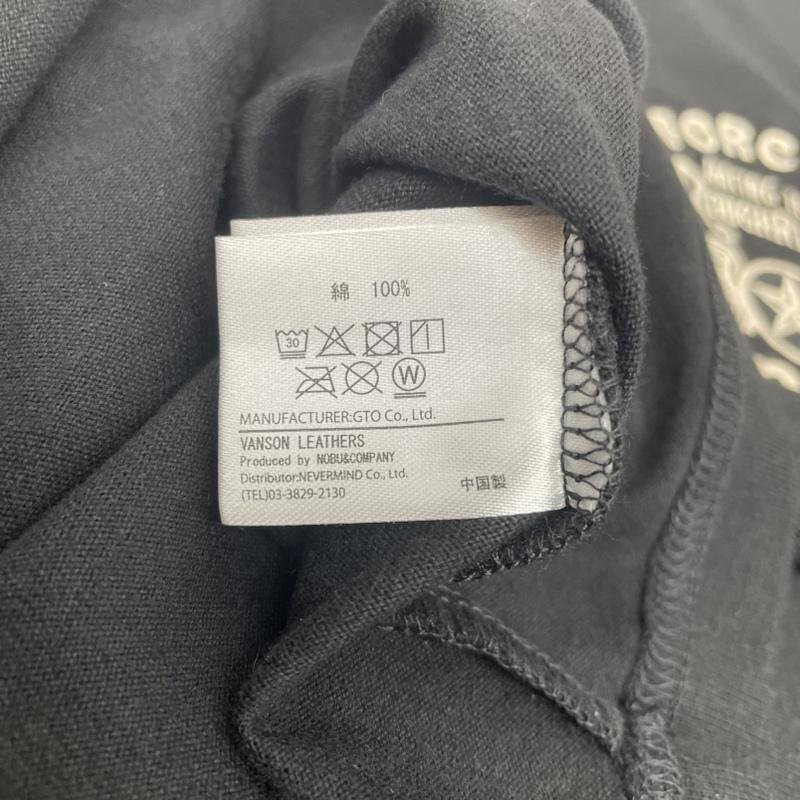 綿 100%
30
W
MANUFACTURER:GTO Co., Ltd.
VANSON LEATHERS
Produced by NOBU&COMPANY
Distributor:NEVERMIND Co., Ltd.
(TEL)03-3829-2130
中国製